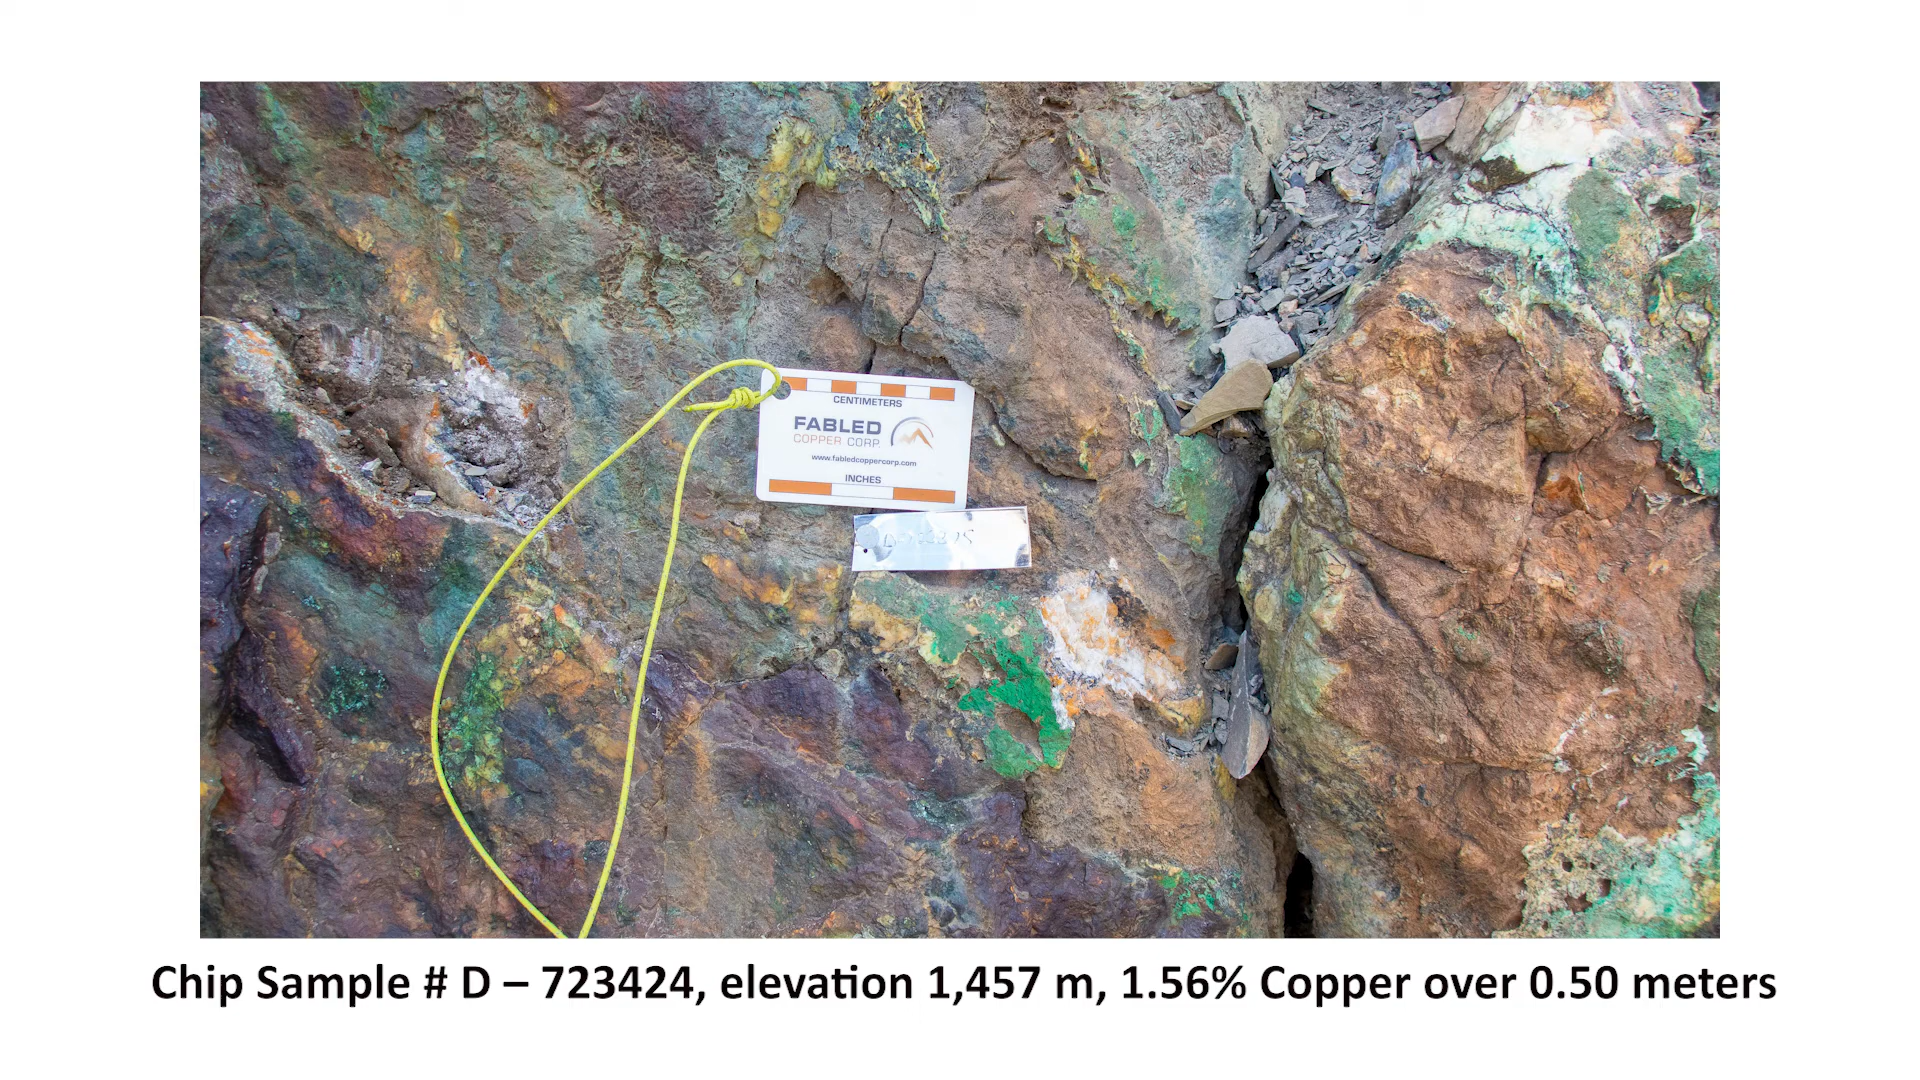 CENTIMETERS
FABLED
COPPER CORP
www.fabledcoppercorp.com
INCHES
Chip Sample # D – 723424, elevation 1,457 m, 1.56% Copper over 0.50 meters